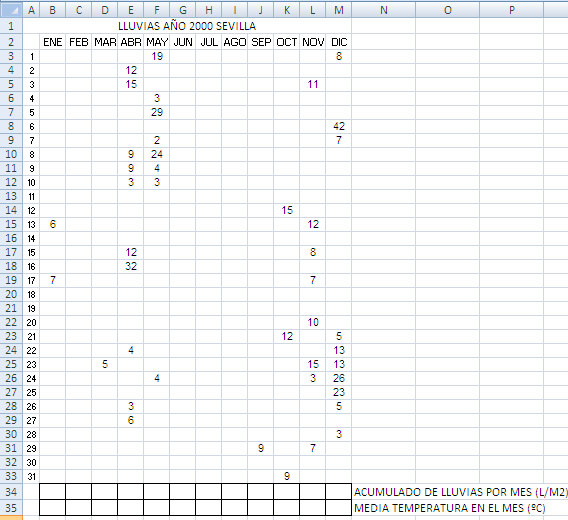 A B C D E F G H I J K L M N O P
1 LLUVIAS AÑO 2000 SEVILLA
2 ENE FEB MAR ABR MAY JUN JUL AGO SEP OCT NOV DIC
3 1 19 8
4 2 12
5 3 15 11
6 4 3
7 5 29
8 6 42
9 7 2 7
10 8 9 24
11 9 9 4
12 10 3 3
13 11
14 12 15
15 13 6 12
16 14
17 15 12 8
18 16 32
19 17 7 7
20 18
21 19
22 20 10
23 21 12 5
24 22 4 13
25 23 5 15 13
26 24 4 3 26
27 25 23
28 26 3 5
29 27 6
30 28 3
31 29 9 7
32 30
33 31 9
34 ACUMULADO DE LLUVIAS POR MES (L/M2)
35 MEDIA TEMPERATURA EN EL MES (ºC)